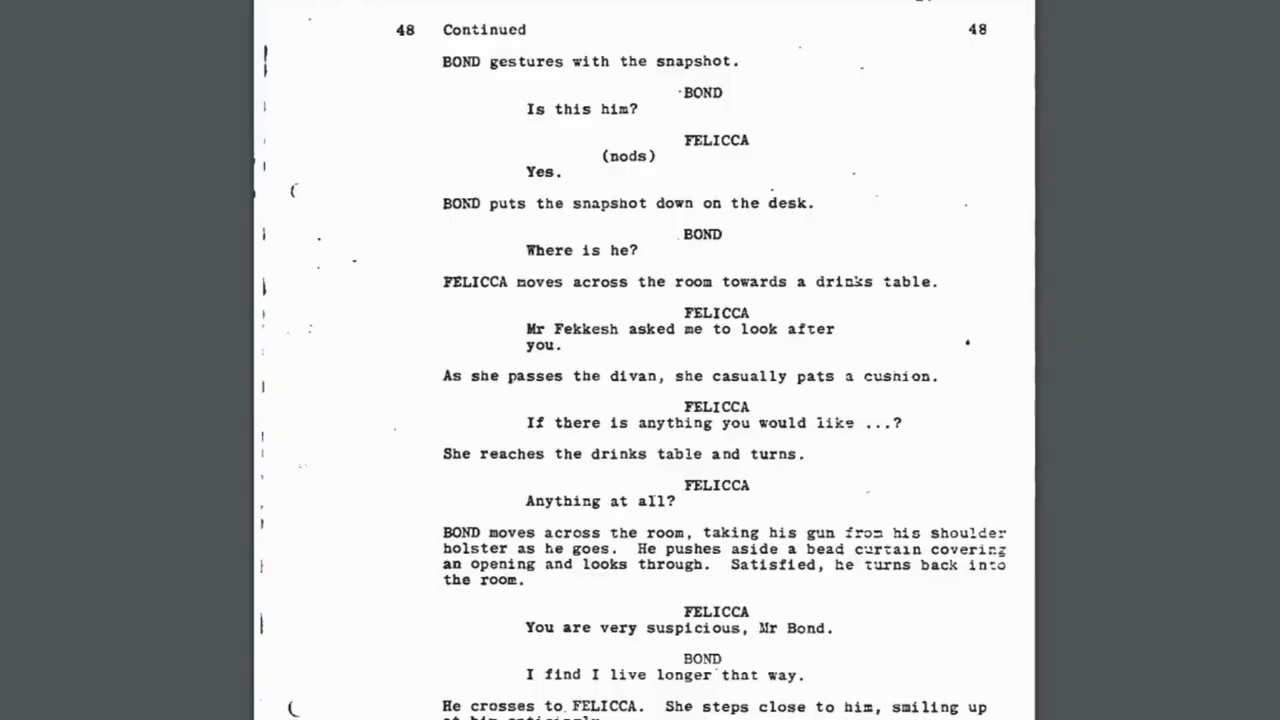 48 Continued 48
BOND gestures with the snapshot.
BOND
Is this him?
FELICCA
(nods)
Yes.
BOND puts the snapshot down on the desk.
BOND
Where is he?
FELICCA moves across the room towards a drinks table.
FELICCA
Mr Fekkesh asked me to look after
you.
As she passes the divan, she casually pats a cushion.
FELICCA
If there is anything you would like ...?
She reaches the drinks table and turns.
FELICCA
Anything at all?
BOND moves across the room, taking his gun from his shoulder
holster as he goes. He pushes aside a bead curtain covering
an opening and looks through. Satisfied, he turns back into
the room.
FELICCA
You are very suspicious, Mr Bond.
BOND
I find I live longer that way.
He crosses to FELICCA. She steps close to him, smiling up